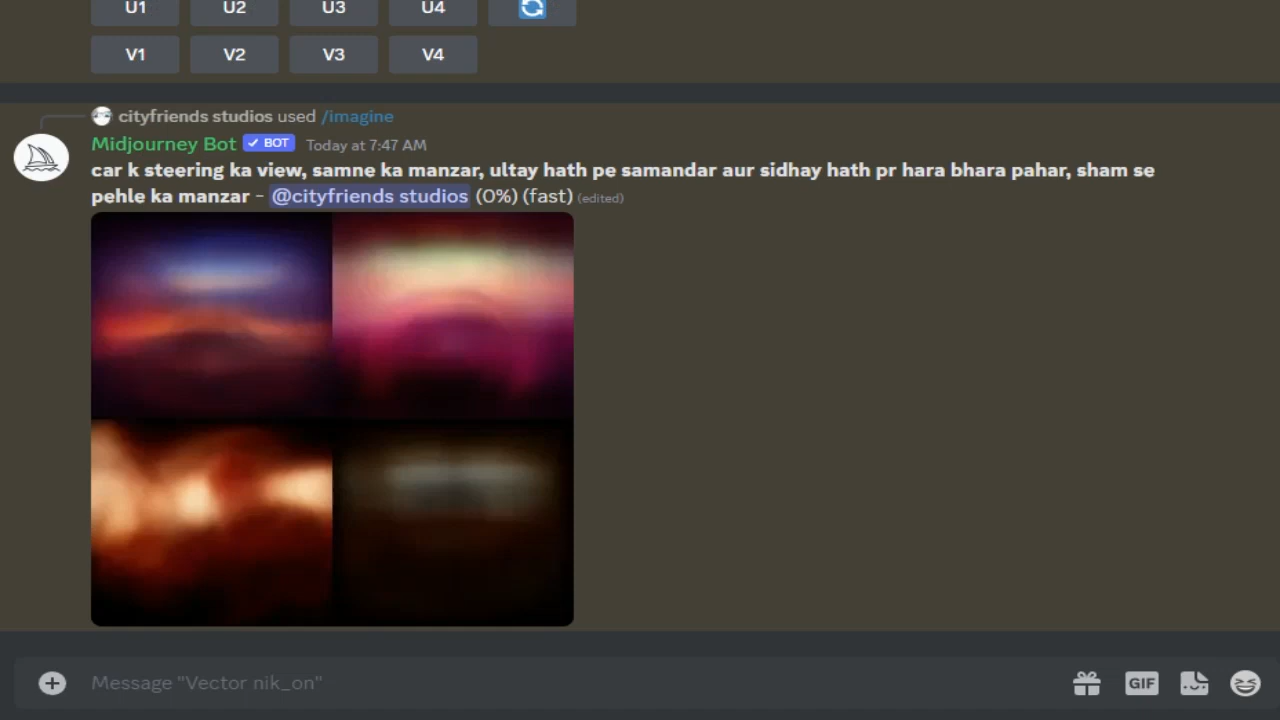 U1 U2 U3 U4
V1 V2 V3 V4
cityfriends studios used /imagine
Midjourney Bot BOT Today at 7:47 AM
car k steering ka view, samne ka manzar, ultay hath pe samandar aur sidhay hath pr hara bhara pahar, sham se
pehle ka manzar - @cityfriends studios (0%) (fast) (edited)
Message "Vector nik_on"
GIF